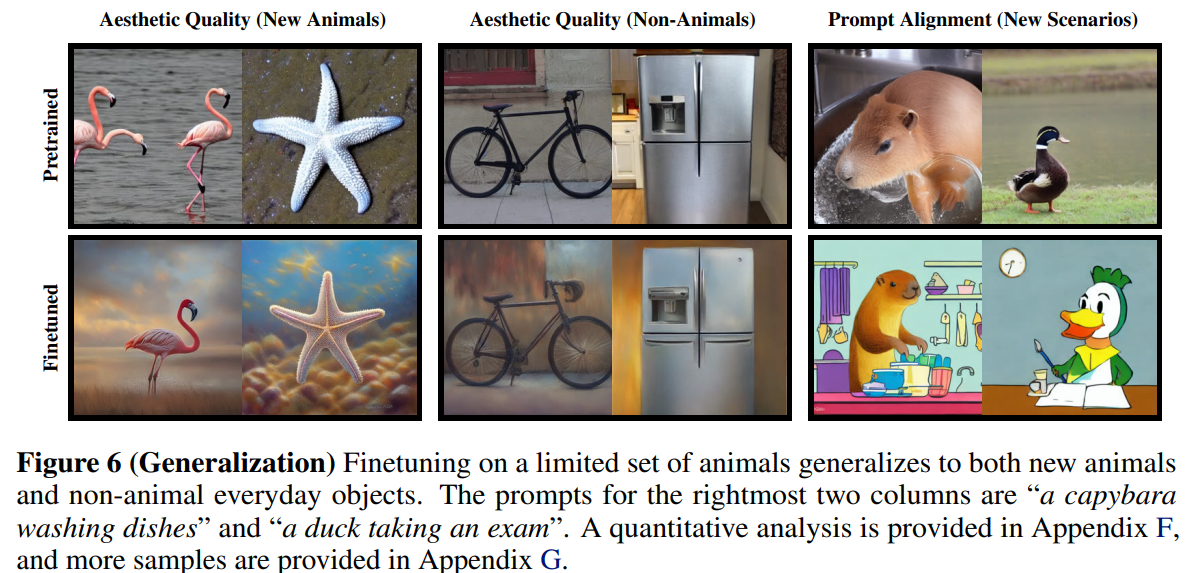 Aesthetic Quality (New Animals)
Aesthetic Quality (Non-Animals)
Prompt Alignment (New Scenarios)
Pretrained
Finetuned
Figure 6 (Generalization) Finetuning on a limited set of animals generalizes to both new animals
and non-animal everyday objects. The prompts for the rightmost two columns are “a capybara
washing dishes” and “a duck taking an exam”. A quantitative analysis is provided in Appendix F,
and more samples are provided in Appendix G.